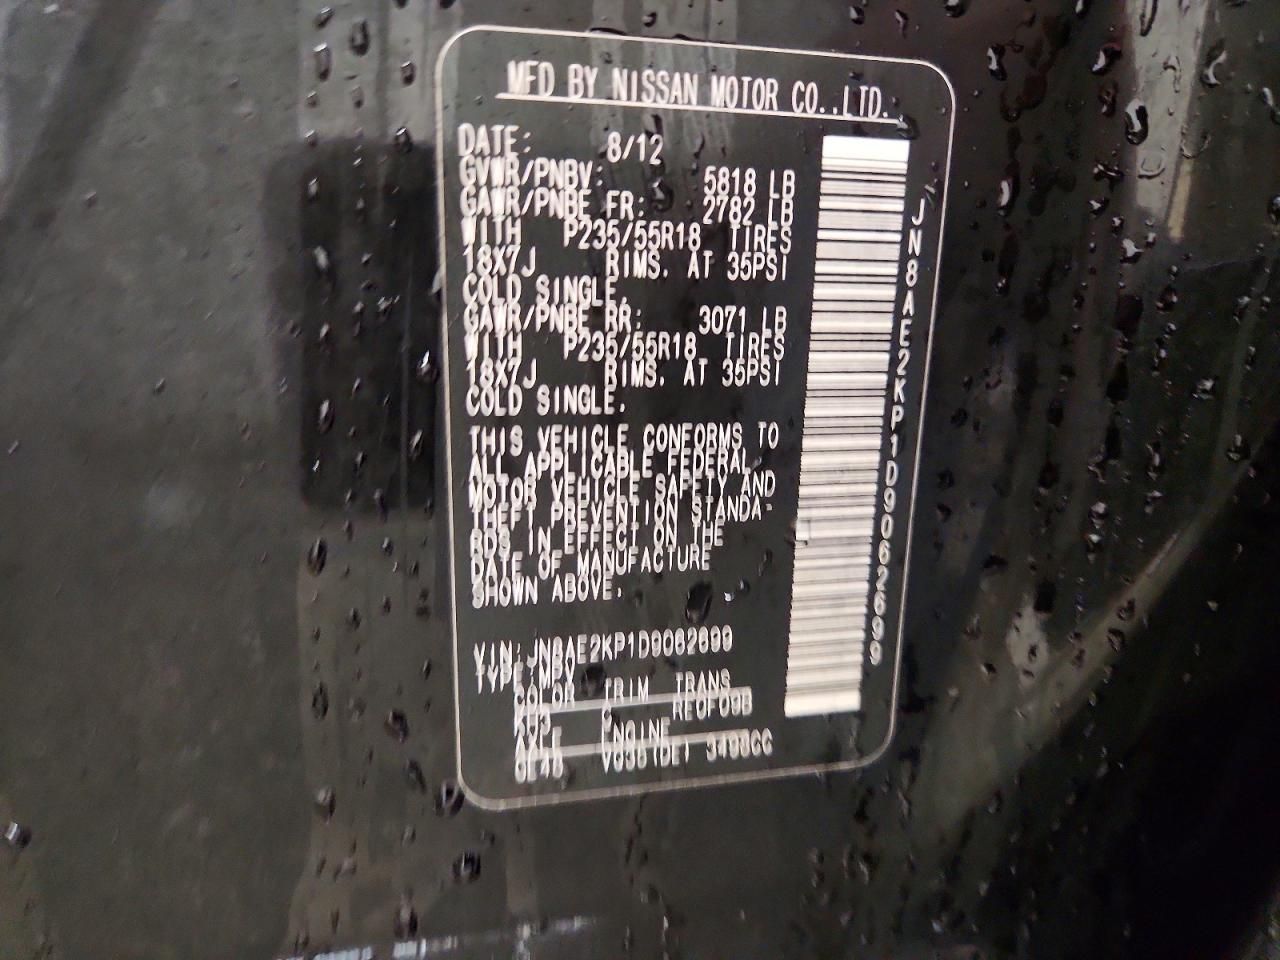 MFD BY NISSAN MOTOR CO.,LTD.
DATE: 8/12
GVWR/PNBV: 5818 LB
GAWR/PNBE FR: 2782 LB
WITH P235/55R18 TIRES
18X7J RIMS. AT 35PSI
COLD SINGLE.
GAWR/PNBE RR: 3071 LB
WITH P235/55R18 TIRES
18X7J RIMS. AT 35PSI
COLD SINGLE.
THIS VEHICLE CONFORMS TO
ALL APPLICABLE FEDERAL
MOTOR VEHICLE SAFETY AND
THEFT PREVENTION STANDA-
RDS IN EFFECT ON THE
DATE OF MANUFACTURE
SHOWN ABOVE.
VIN:JN8AE2KP1D9062699
TYPE:MPV
COLOR TRIM TRANS
KH3 C RE0F09B
AXLE ENGINE
3498CC
JN8AE2KP1D9062699